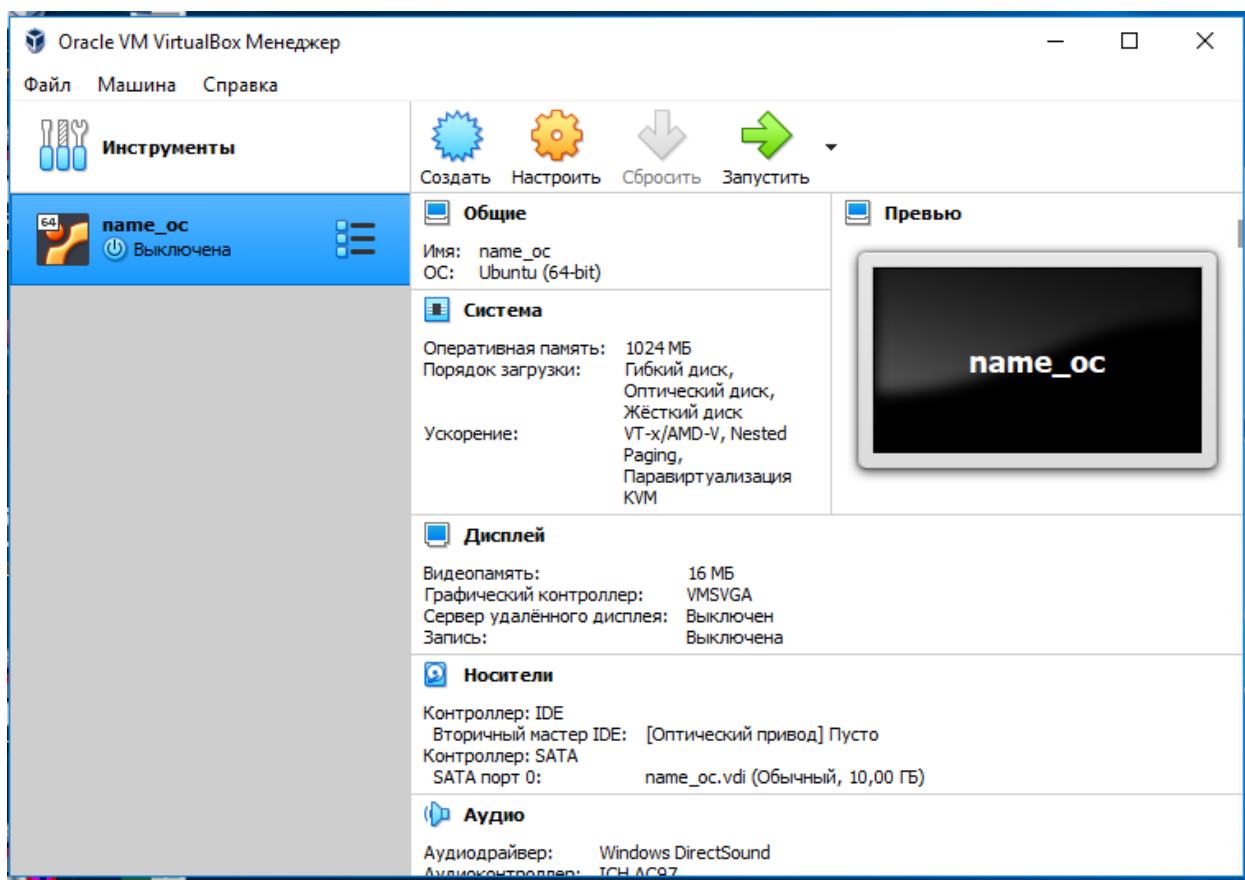 Oracle VM VirtualBox Менеджер
Файл Машина Справка
Инструменты
Создать Настроить Сбросить Запустить
64
name_oc
Выключена
Общие
Имя: name_oc
ОС: Ubuntu (64-bit)
Превью
name_oc
Система
Оперативная память: 1024 МБ
Порядок загрузки: Гибкий диск,
Оптический диск,
Жёсткий диск
Ускорение: VT-x/AMD-V, Nested
Paging,
Паравиртуализация
KVM
Дисплей
Видеопамять: 16 МБ
Графический контроллер: VMSVGA
Сервер удалённого дисплея: Выключен
Запись: Выключена
Носители
Контроллер: IDE
Вторичный мастер IDE: [Оптический привод] Пусто
Контроллер: SATA
SATA порт 0: name_oc.vdi (Обычный, 10,00 ГБ)
Аудио
Аудиодрайвер: Windows DirectSound
Аудиоконтроллер: ICH AC97